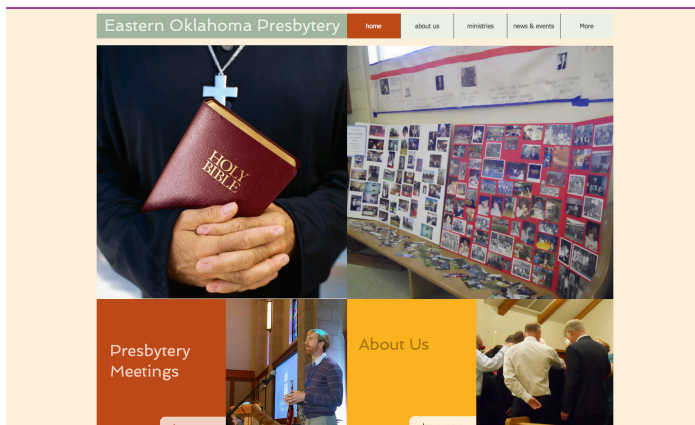 Eastern Oklahoma Presbytery
home
about us
ministries
news & events
More
HOLY
BIBLE
Presbytery
Meetings
About Us